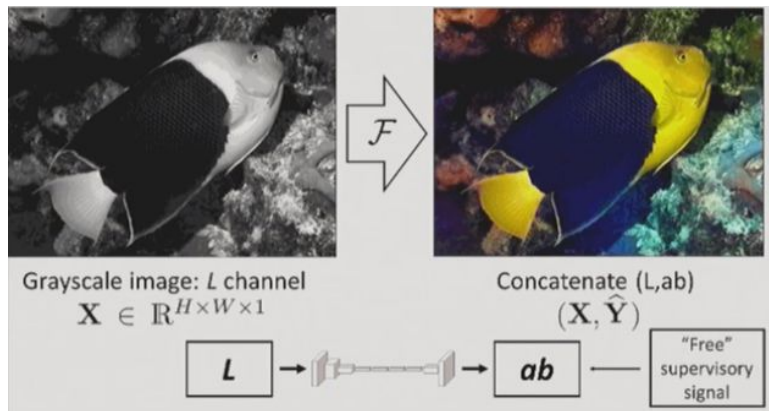 F
Grayscale image: L channel
X ∈ ℝ^{H×W×1}
Concatenate (L,ab)
(X, Ŷ)
L
ab
"Free"
supervisory
signal